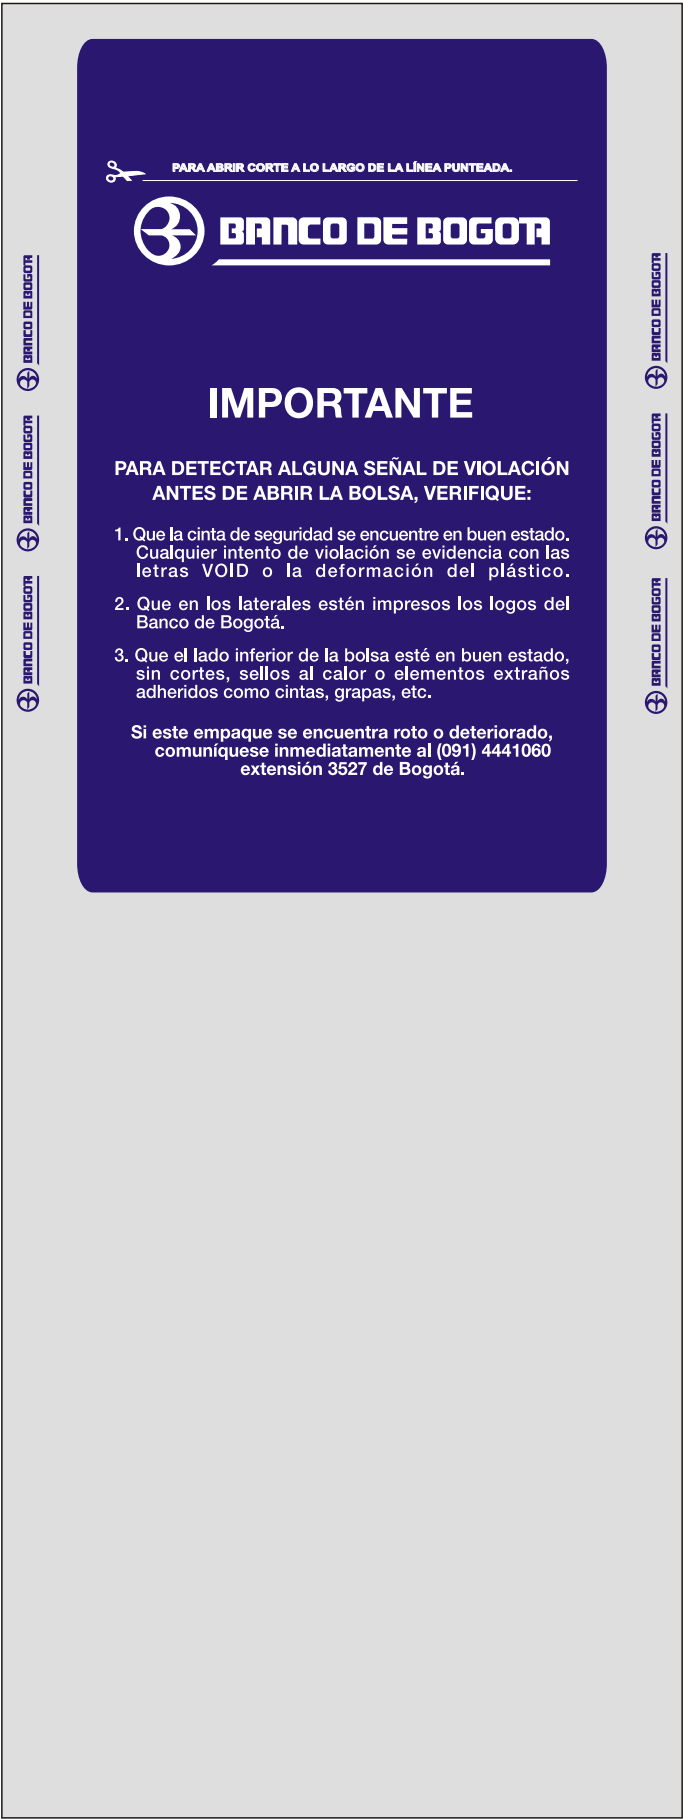 PARA ABRIR CORTE A LO LARGO DE LA LÍNEA PUNTEADA.
BANCO DE BOGOTA
IMPORTANTE
PARA DETECTAR ALGUNA SEÑAL DE VIOLACIÓN
ANTES DE ABRIR LA BOLSA, VERIFIQUE:
1. Que la cinta de seguridad se encuentre en buen estado.
Cualquier intento de violación se evidencia con las
letras VOID o la deformación del plástico.
2. Que en los laterales estén impresos los logos del
Banco de Bogotá.
3. Que el lado inferior de la bolsa esté en buen estado,
sin cortes, sellos al calor o elementos extraños
adheridos como cintas, grapas, etc.
Si este empaque se encuentra roto o deteriorado,
comuníquese inmediatamente al (091) 4441060
extensión 3527 de Bogotá.
BANCO DE BOGOTA
BANCO DE BOGOTA
BANCO DE BOGOTA
BANCO DE BOGOTA
BANCO DE BOGOTA
BANCO DE BOGOTA